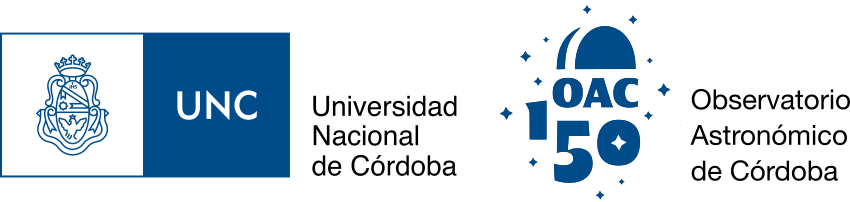 UNC
Universidad
Nacional
de Córdoba
OAC
150
Observatorio
Astronómico
de Córdoba